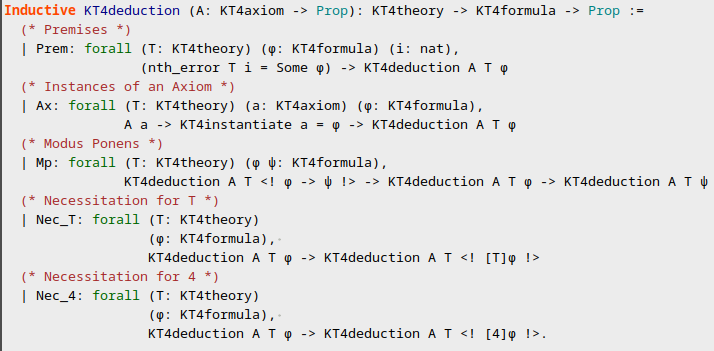 Inductive KT4deduction (A: KT4axiom -> Prop): KT4theory -> KT4formula -> Prop :=
(* Premises *)
| Prem: forall (T: KT4theory) (φ: KT4formula) (i: nat),
(nth_error T i = Some φ) -> KT4deduction A T φ
(* Instances of an Axiom *)
| Ax: forall (T: KT4theory) (a: KT4axiom) (φ: KT4formula),
A a -> KT4instantiate a = φ -> KT4deduction A T φ
(* Modus Ponens *)
| Mp: forall (T: KT4theory) (φ ψ: KT4formula),
KT4deduction A T <! φ -> ψ !> -> KT4deduction A T φ -> KT4deduction A T ψ
(* Necessitation for T *)
| Nec_T: forall (T: KT4theory)
(φ: KT4formula),
KT4deduction A T φ -> KT4deduction A T <! [T]φ !>
(* Necessitation for 4 *)
| Nec_4: forall (T: KT4theory)
(φ: KT4formula),
KT4deduction A T φ -> KT4deduction A T <! [4]φ !>.